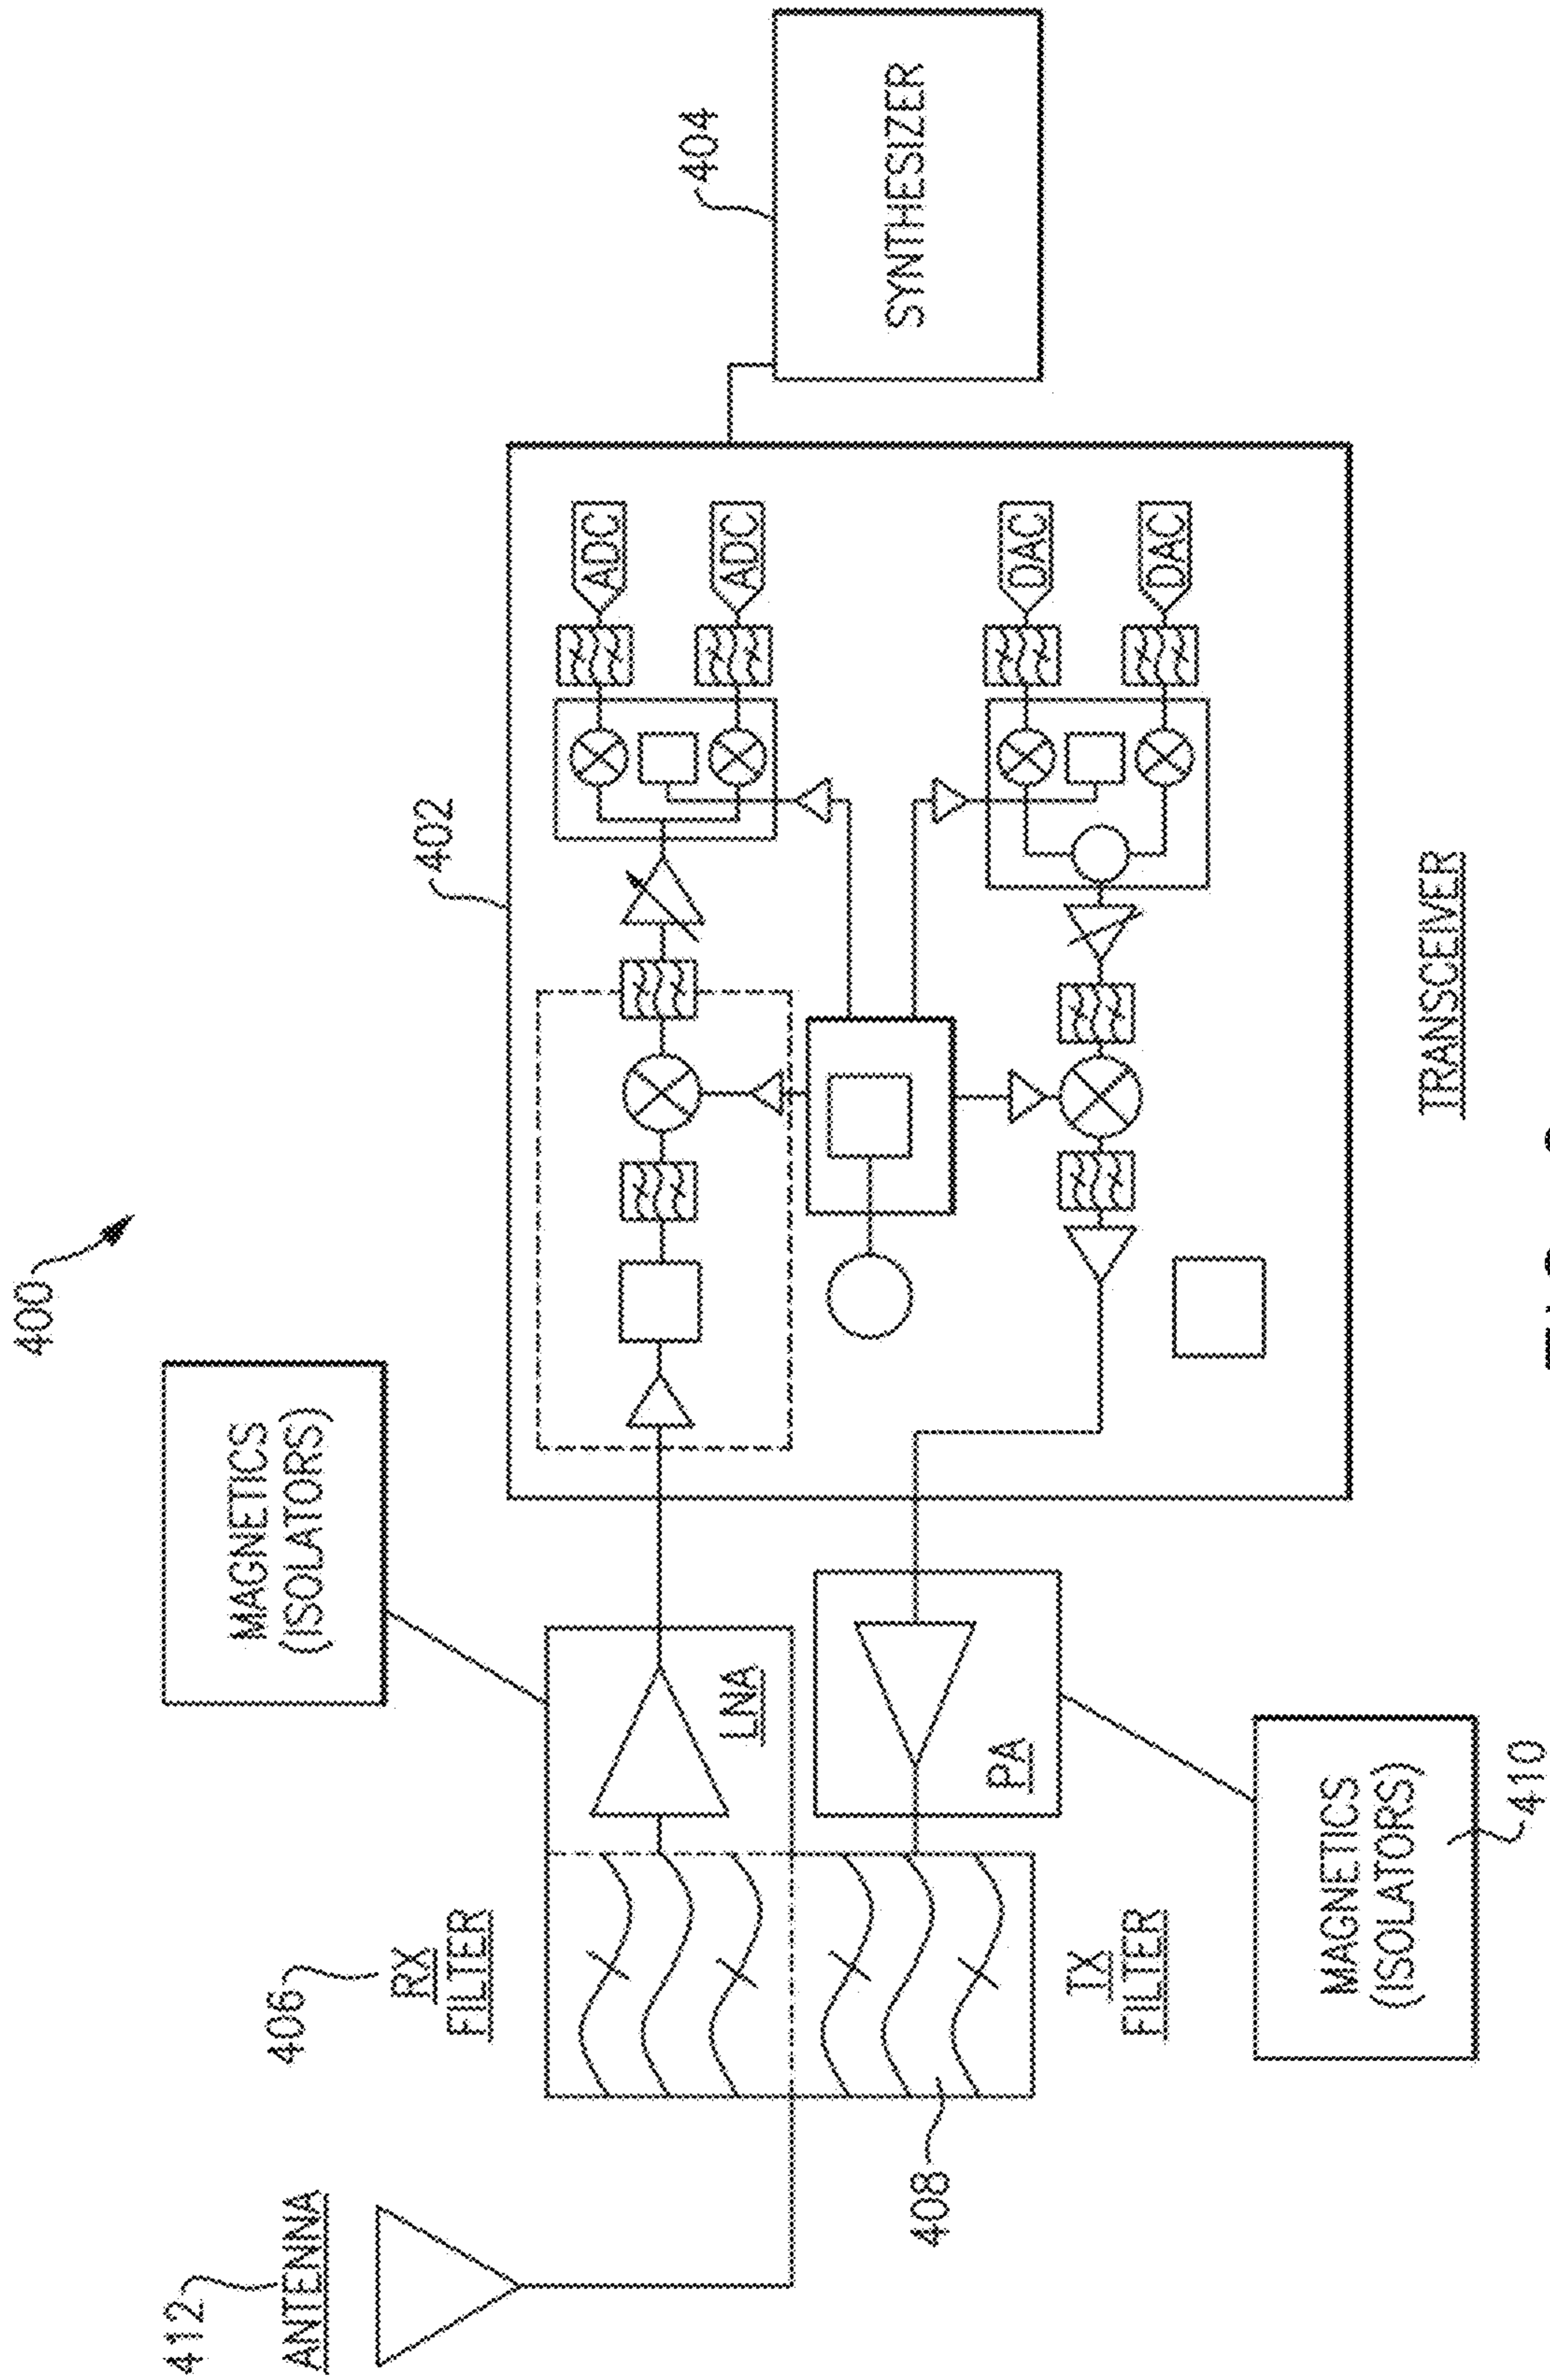 400
412
ANTENNA
406
RX
FILTER
MAGNETICS
(ISOLATORS)
402
404
LNA
ADC
ADC
SYNTHESIZER
408
PA
DAC
DAC
TX
FILTER
MAGNETICS
(ISOLATORS)
410
TRANSCEIVER